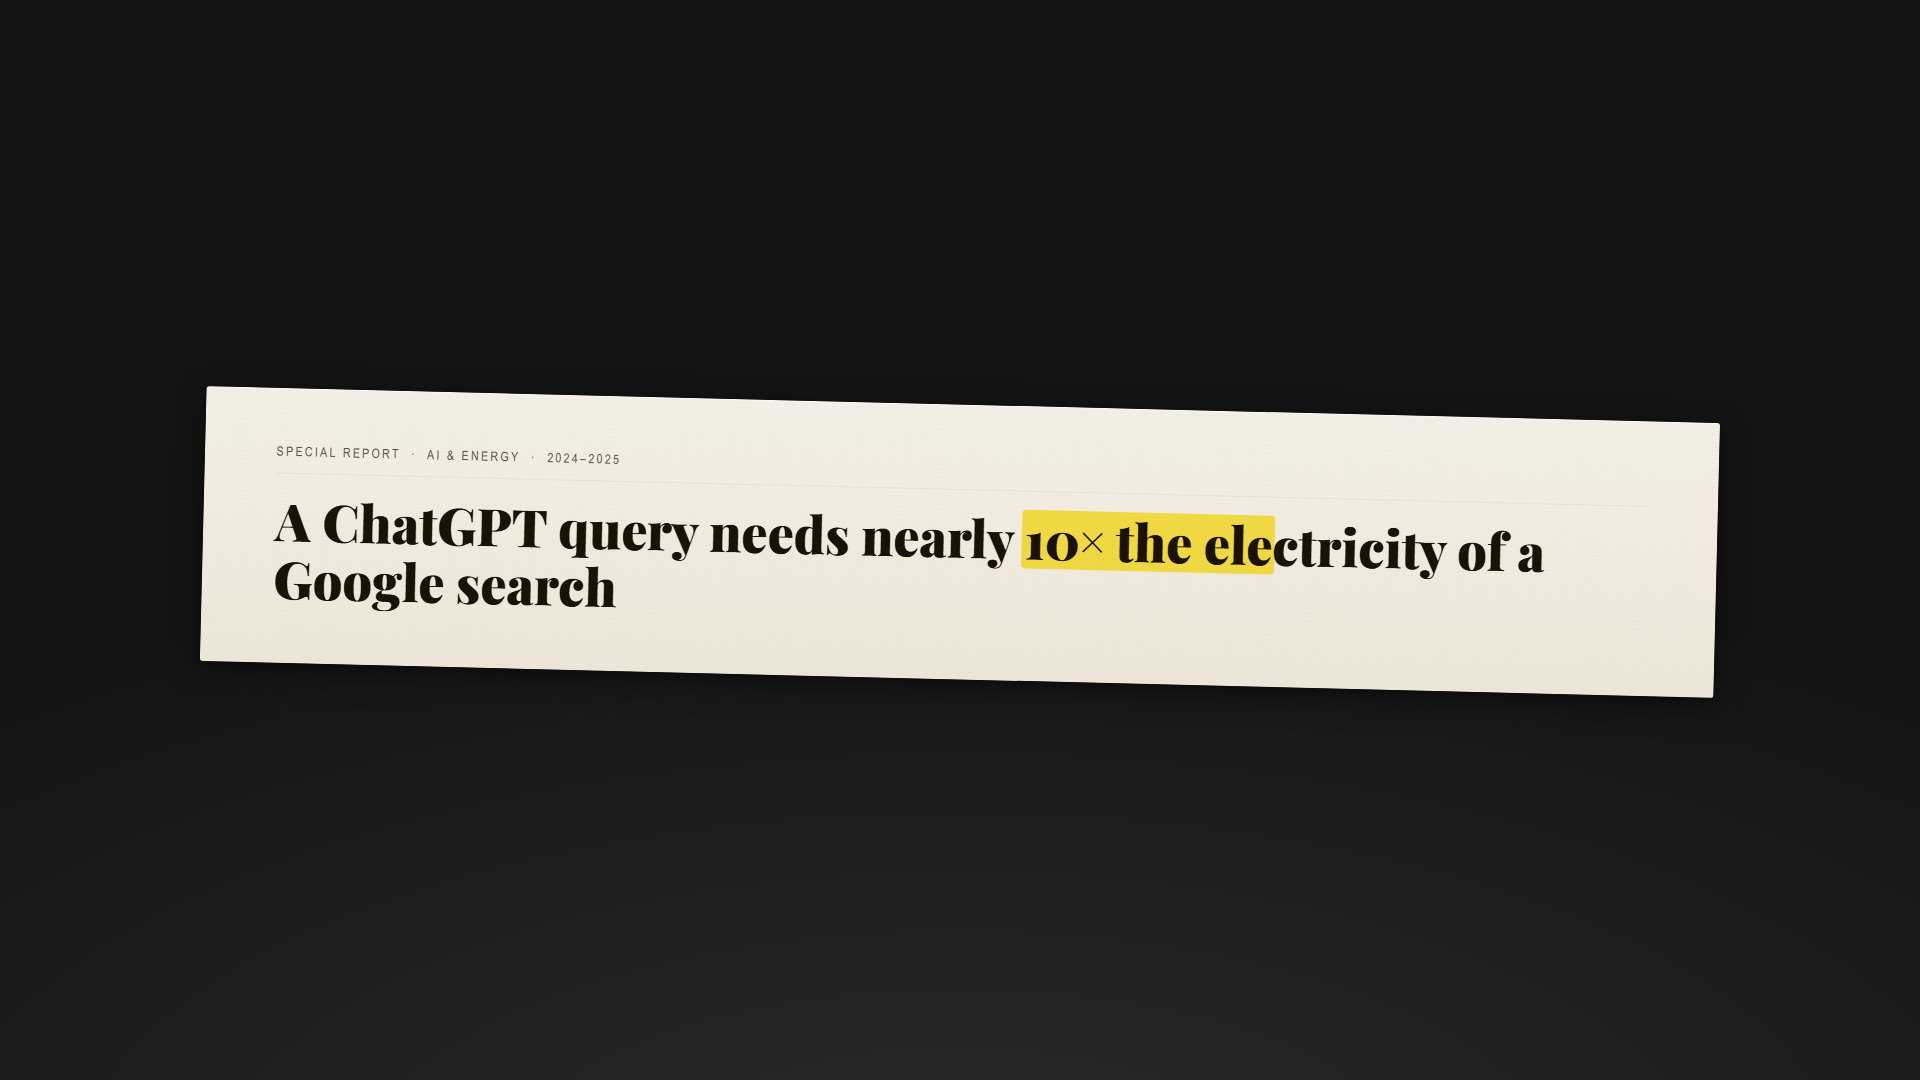 SPECIAL REPORT · AI & ENERGY · 2024–2025
A ChatGPT query needs nearly 10× the electricity of a
Google search